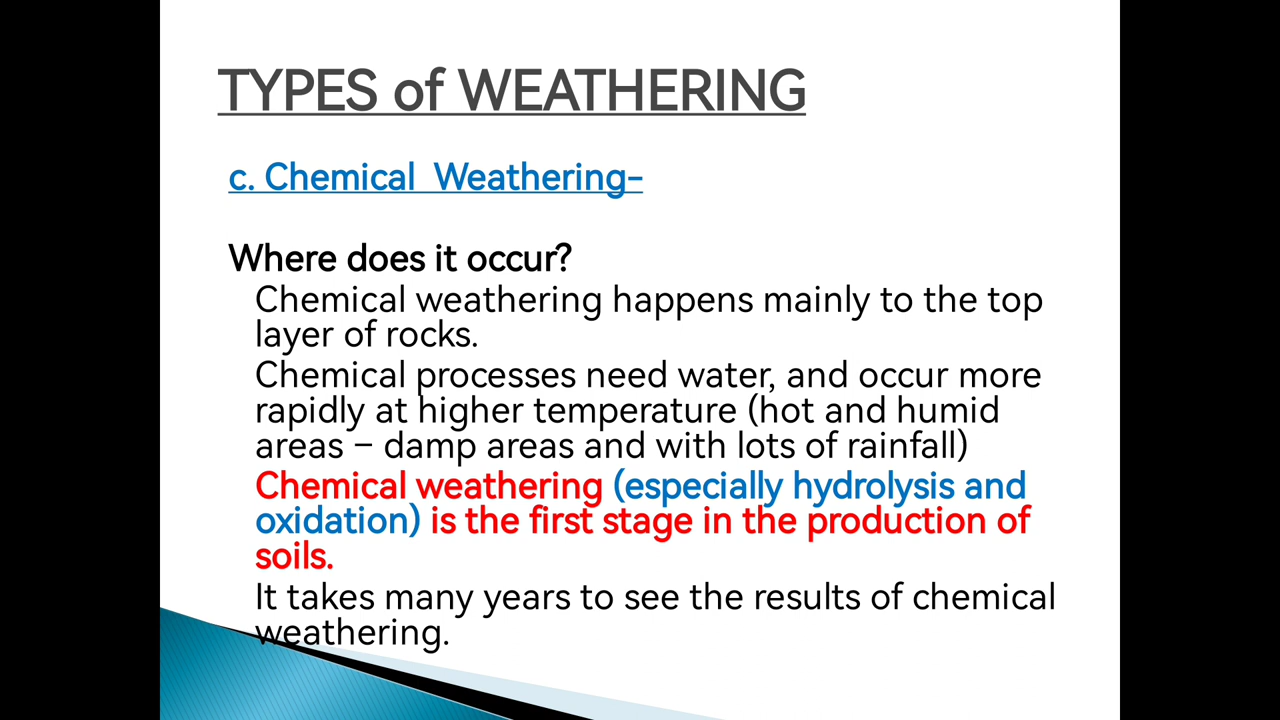 TYPES of WEATHERING
c. Chemical  Weathering-
Where does it occur?
Chemical weathering happens mainly to the top
layer of rocks.
Chemical processes need water, and occur more
rapidly at higher temperature (hot and humid
areas – damp areas and with lots of rainfall)
Chemical weathering (especially hydrolysis and
oxidation) is the first stage in the production of
soils.
It takes many years to see the results of chemical
weathering.